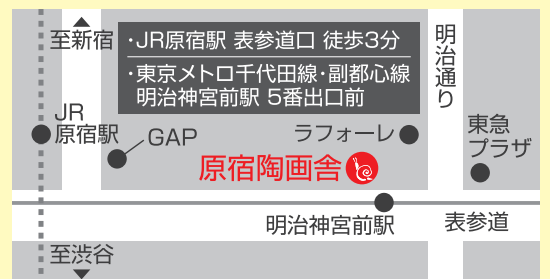 至新宿
・JR原宿駅 表参道口 徒歩3分
・東京メトロ千代田線・副都心線
明治神宮前駅 5番出口前
明治通り
JR
原宿駅
GAP
ラフォーレ
東急
プラザ
原宿陶画舎
明治神宮前駅
表参道
至渋谷